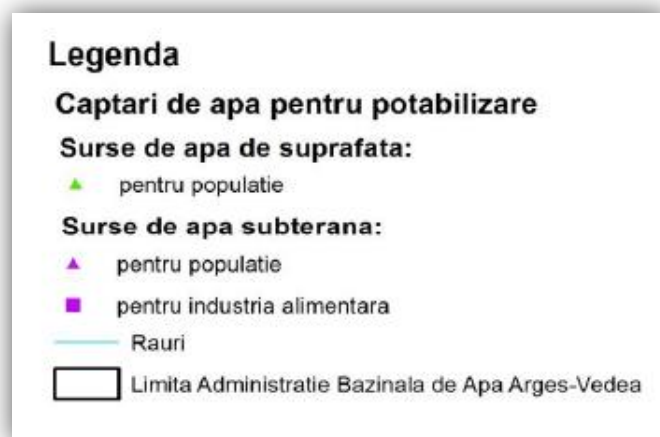 Legenda
Captari de apa pentru potabilizare
Surse de apa de suprafata:
pentru populatie
Surse de apa subterana:
pentru populatie
pentru industria alimentara
Rauri
Limita Administratie Bazinala de Apa Arges-Vedea